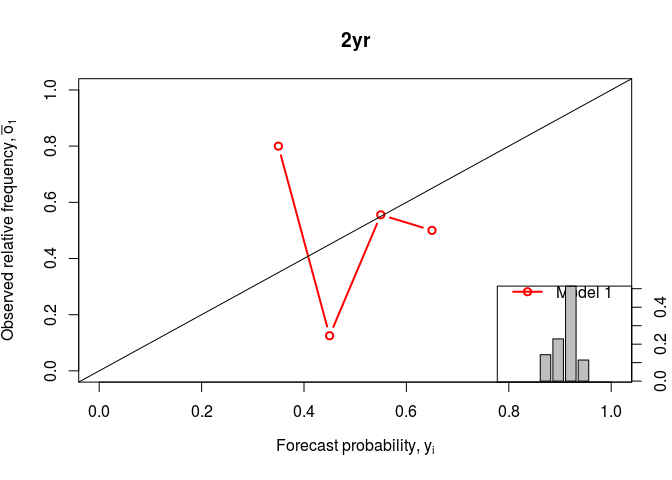 2yr
Observed relative frequency, o̅₁
1.0
0.8
0.6
0.4
0.2
0.0
Model 1
0.4
0.2
0.0
0.0 0.2 0.4 0.6 0.8 1.0
Forecast probability, yᵢ